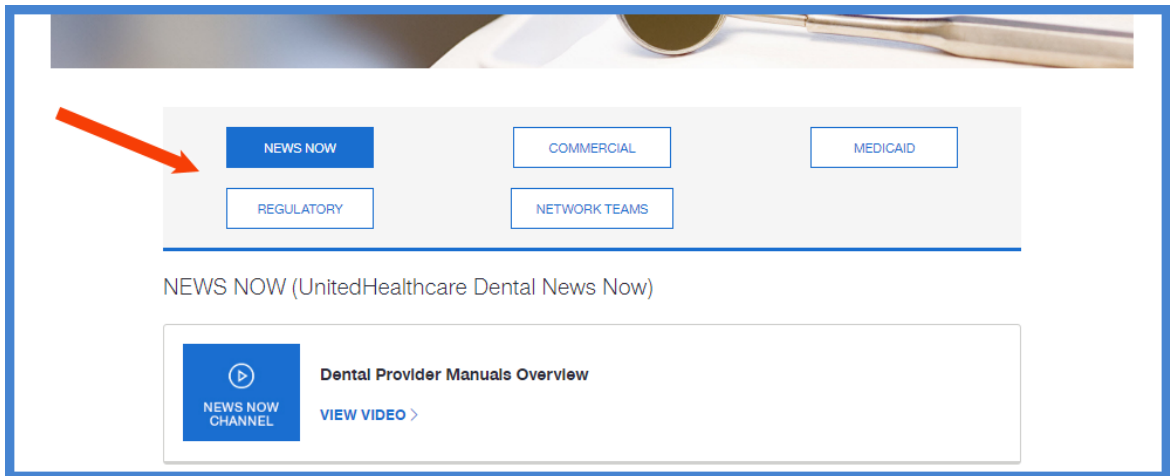 NEWS NOW
COMMERCIAL
MEDICAID
REGULATORY
NETWORK TEAMS
NEWS NOW (UnitedHealthcare Dental News Now)
NEWS NOW
CHANNEL
Dental Provider Manuals Overview
VIEW VIDEO >